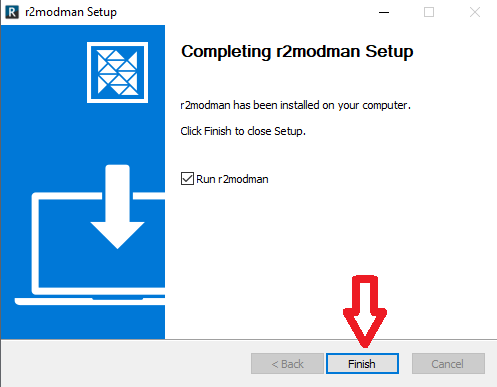 r2modman Setup
Completing r2modman Setup
r2modman has been installed on your computer.
Click Finish to close Setup.
Run r2modman
< Back
Finish
Cancel